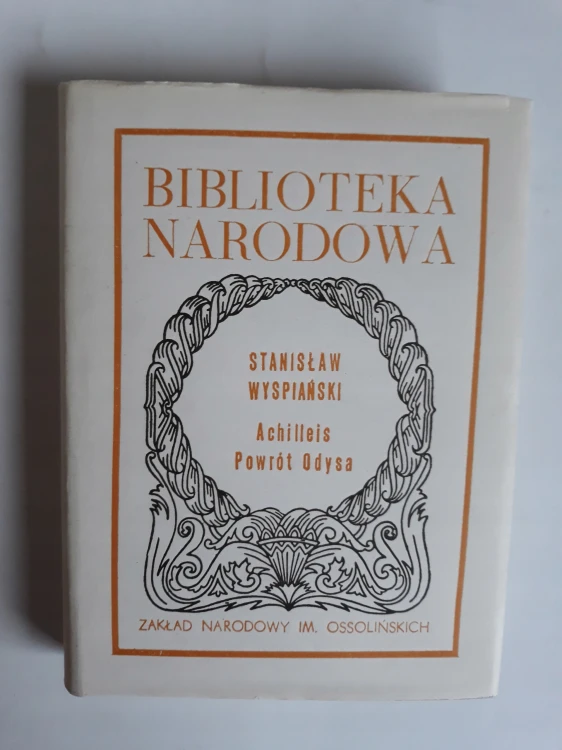 BIBLIOTEKA
NARODOWA
STANISŁAW
WYSPIAŃSKI
Achilleis
Powrót Odysa
ZAKŁAD NARODOWY IM. OSSOLIŃSKICH